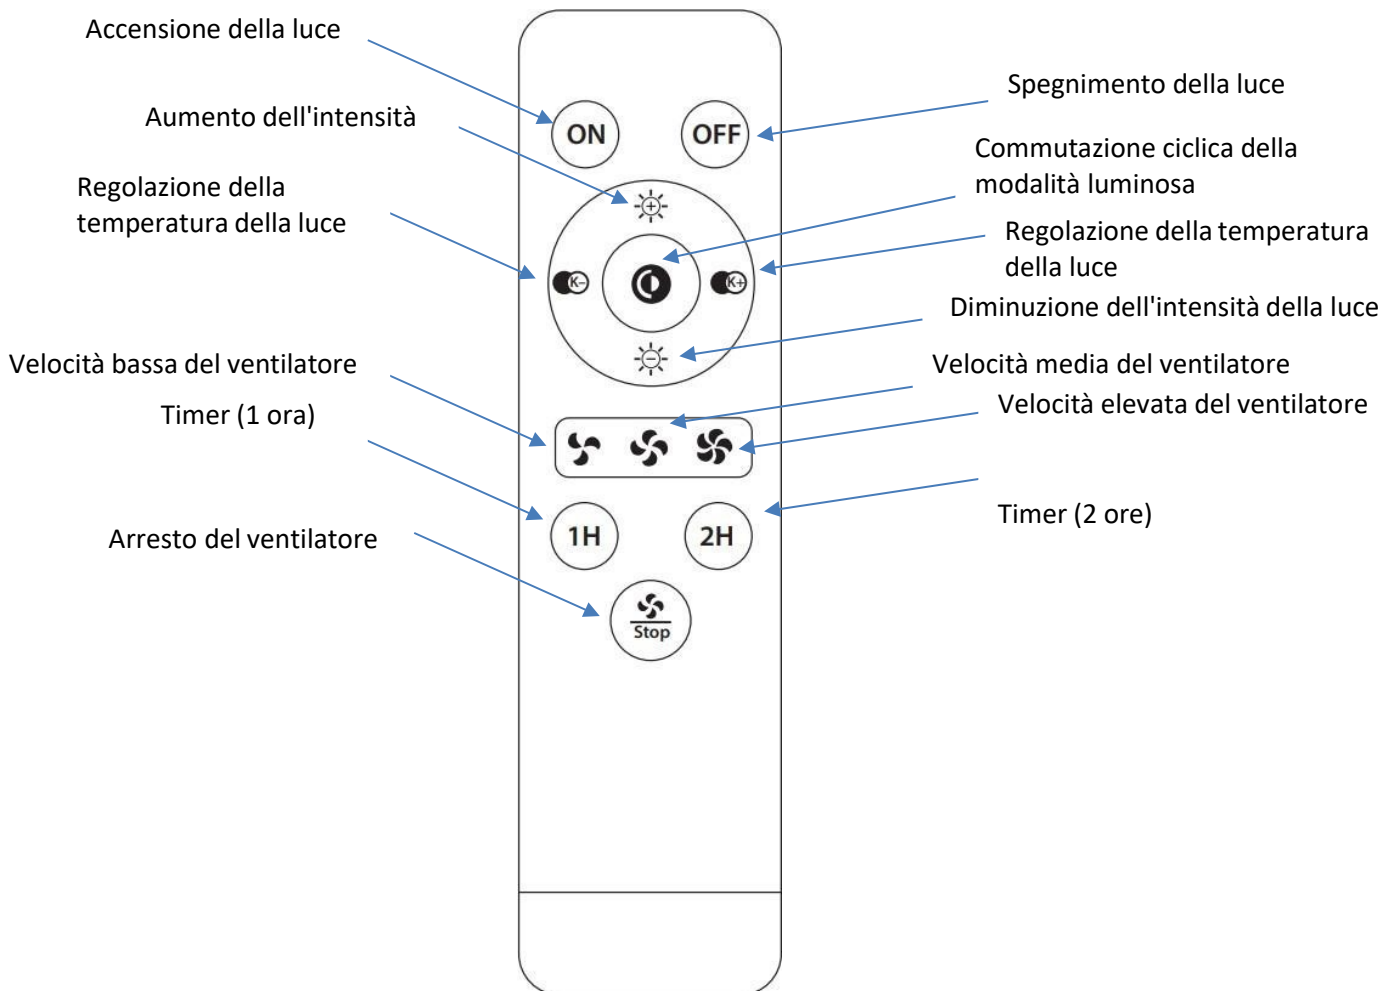 Accensione della luce
Spegnimento della luce
Aumento dell'intensità
ON
OFF
Commutazione ciclica della
modalità luminosa
Regolazione della
temperatura della luce
Regolazione della temperatura
della luce
K-
K+
Diminuzione dell'intensità della luce
Velocità bassa del ventilatore
Velocità media del ventilatore
Timer (1 ora)
Velocità elevata del ventilatore
1H
2H
Timer (2 ore)
Arresto del ventilatore
Stop